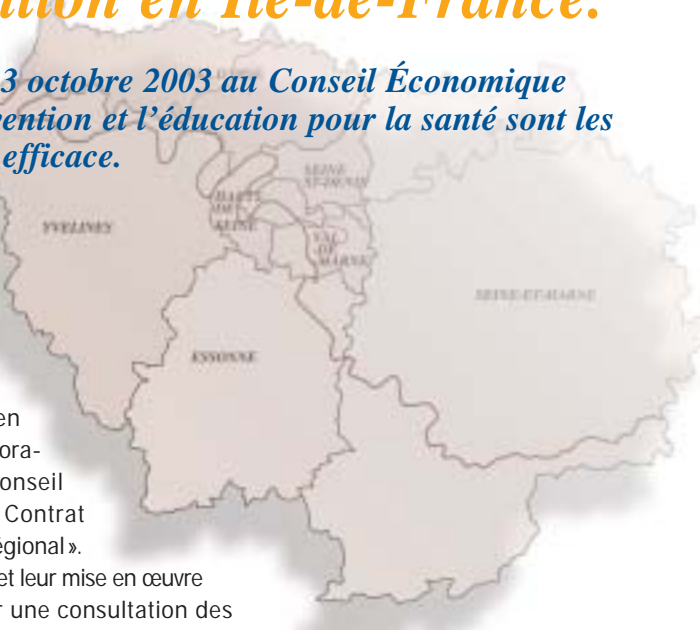 ition en Île-de-France.
3 octobre 2003 au Conseil Économique
vention et l'éducation pour la santé sont les
efficace.
SEINE
ST-DENIS
HAUTS
DE
SEINE
YVELINES
VAL
DE
MARNE
SEINE-ET-MARNE
ESSONNE
en
ora-
onseil
Contrat
égional».
et leur mise en œuvre
r une consultation des